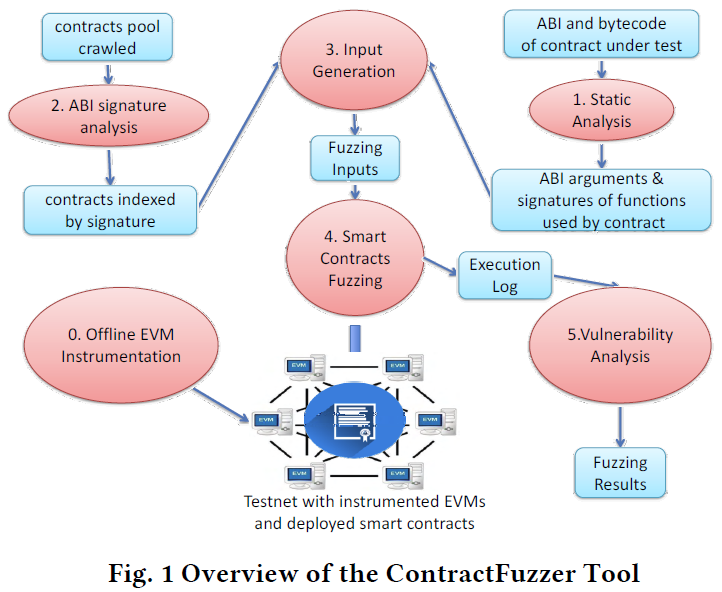 contracts pool
crawled
2. ABI signature
analysis
contracts indexed
by signature
3. Input
Generation
Fuzzing
Inputs
ABI and bytecode
of contract under test
1. Static
Analysis
ABI arguments &
signatures of functions
used by contract
4. Smart
Contracts
Fuzzing
Execution
Log
0. Offline EVM
Instrumentation
5.Vulnerability
Analysis
Fuzzing
Results
EVM
EVM
EVM
EVM
EVM
EVM
Testnet with instrumented EVMs
and deployed smart contracts
Fig. 1 Overview of the ContractFuzzer Tool